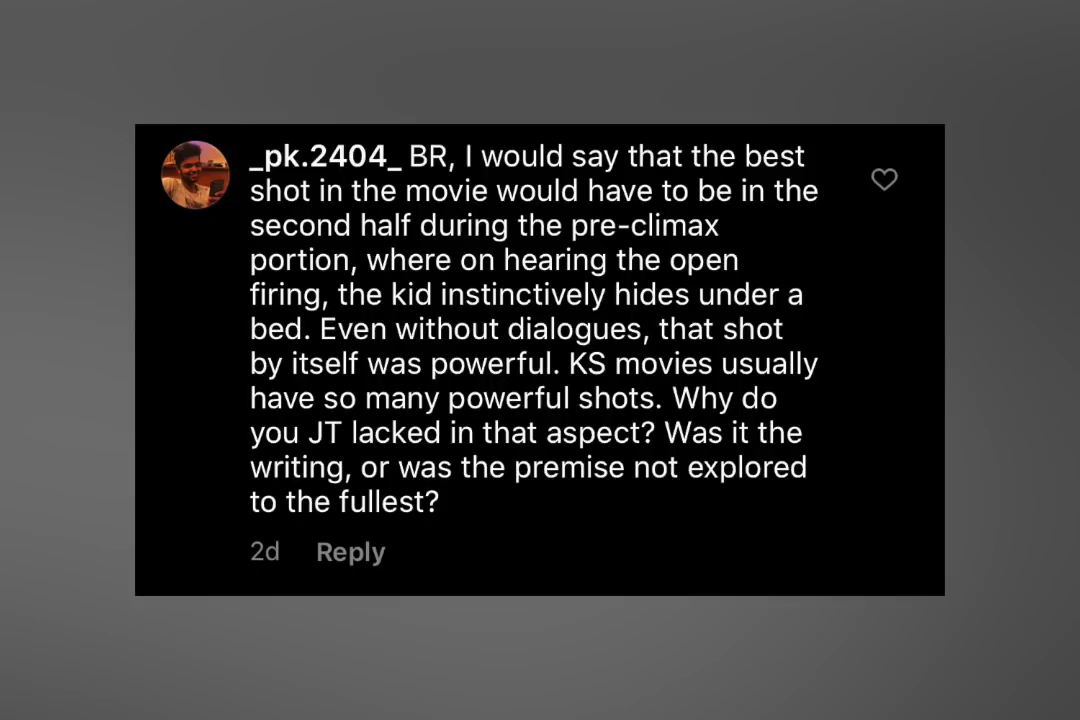 _pk.2404_ BR, I would say that the best
shot in the movie would have to be in the
second half during the pre-climax
portion, where on hearing the open
firing, the kid instinctively hides under a
bed. Even without dialogues, that shot
by itself was powerful. KS movies usually
have so many powerful shots. Why do
you JT lacked in that aspect? Was it the
writing, or was the premise not explored
to the fullest?
2d Reply